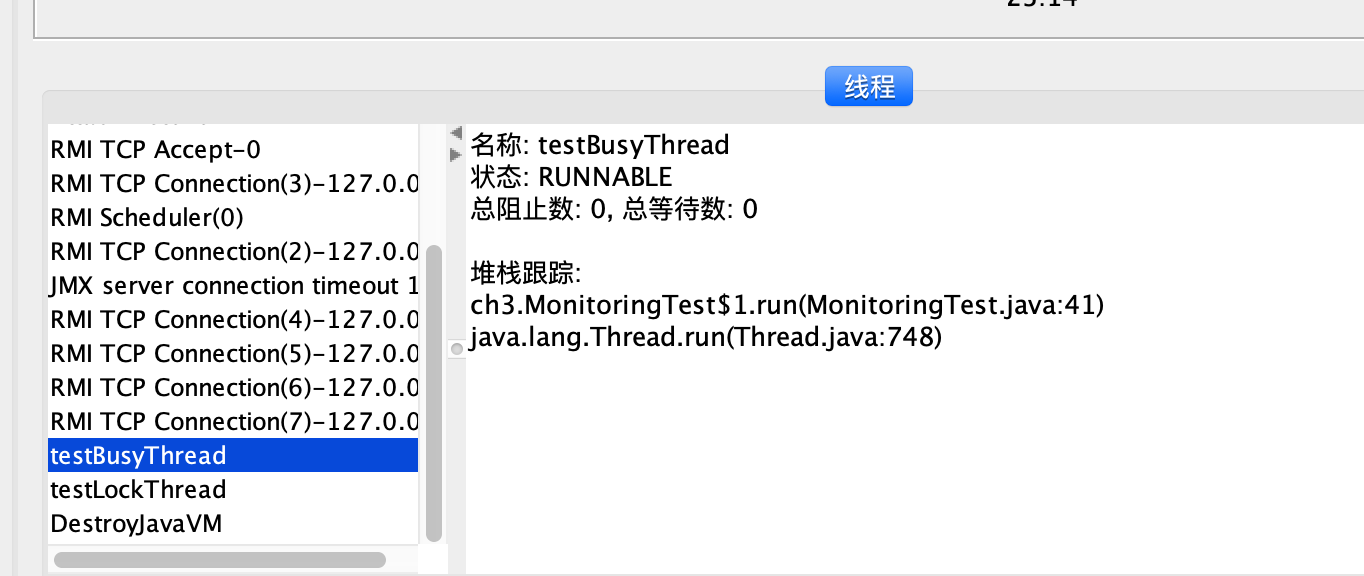 线程
RMI TCP Accept-0
RMI TCP Connection(3)-127.0.0
RMI Scheduler(0)
RMI TCP Connection(2)-127.0.0
JMX server connection timeout 1
RMI TCP Connection(4)-127.0.0
RMI TCP Connection(5)-127.0.0
RMI TCP Connection(6)-127.0.0
RMI TCP Connection(7)-127.0.0
testBusyThread
testLockThread
DestroyJavaVM
名称: testBusyThread
状态: RUNNABLE
总阻止数: 0, 总等待数: 0
堆栈跟踪:
ch3.MonitoringTest$1.run(MonitoringTest.java:41)
java.lang.Thread.run(Thread.java:748)